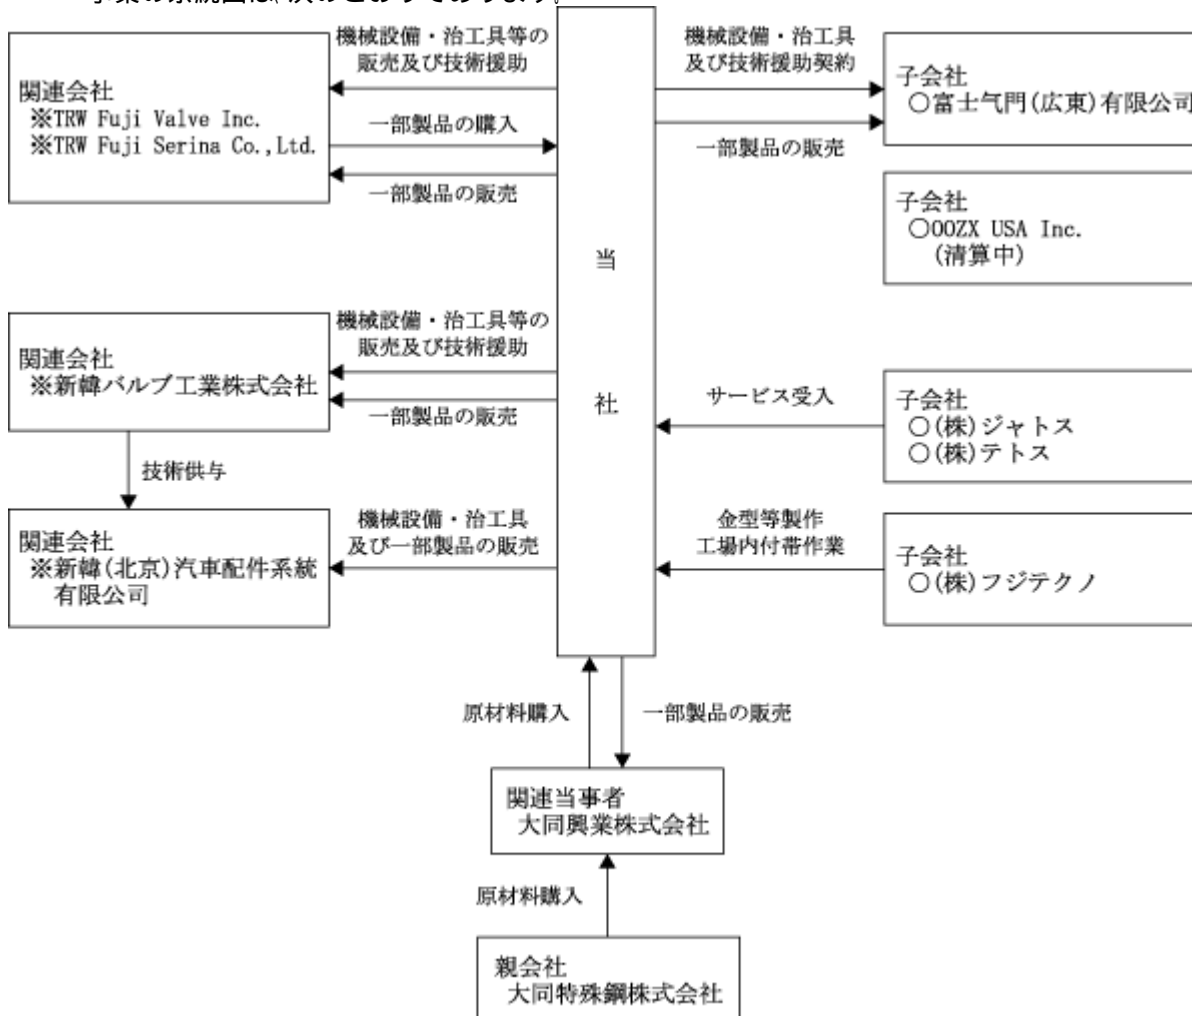 事業の系統図は、次のとおりであります。
機械設備・治工具等の
販売及び技術援助
機械設備・治工具
及び技術援助契約
関連会社
※TRW Fuji Valve Inc.
※TRW Fuji Serina Co.,Ltd.
一部製品の購入
一部製品の販売
子会社
○富士气門(広東)有限公司
一部製品の販売
子会社
○OOZX USA Inc.
(清算中)
当
社
機械設備・治工具等の
販売及び技術援助
関連会社
※新韓バルブ工業株式会社
一部製品の販売
サービス受入
子会社
○(株)ジャトス
○(株)テトス
技術供与
機械設備・治工具
及び一部製品の販売
関連会社
※新韓(北京)汽車配件系統
有限公司
金型等製作
工場内付帯作業
子会社
○(株)フジテクノ
原材料購入
一部製品の販売
関連当事者
大同興業株式会社
原材料購入
親会社
大同特殊鋼株式会社